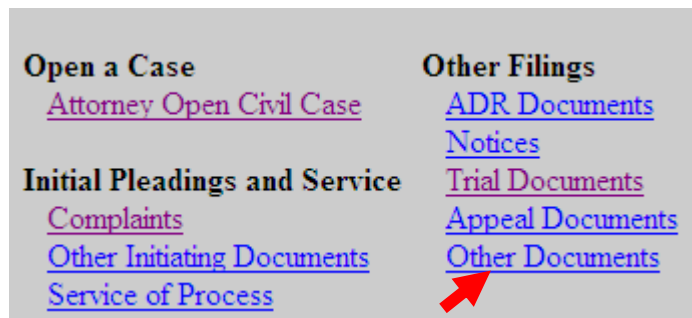 Open a Case
Attorney Open Civil Case
Initial Pleadings and Service
Complaints
Other Initiating Documents
Service of Process
Other Filings
ADR Documents
Notices
Trial Documents
Appeal Documents
Other Documents